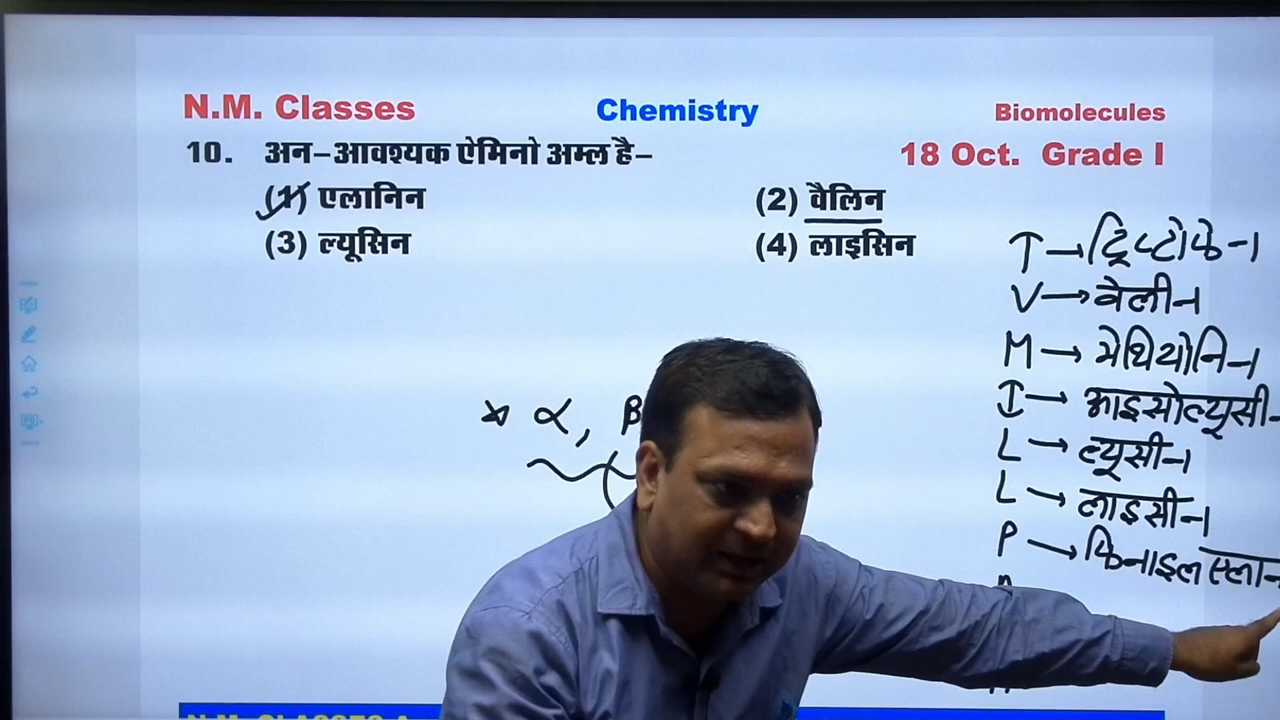 N.M. Classes Chemistry Biomolecules
10. अन-आवश्यक ऐमिनो अम्ल है- 18 Oct. Grade I
(1) एलानिन (2) वैलिन
(3) ल्यूसिन (4) लाइसिन
T → ट्रिप्टोफेन
V → वेलीन
M → मेथियोनिन
I → आइसोल्यूसीन
L → ल्यूसीन
L → लाइसीन
P → फिनाइल
α, β